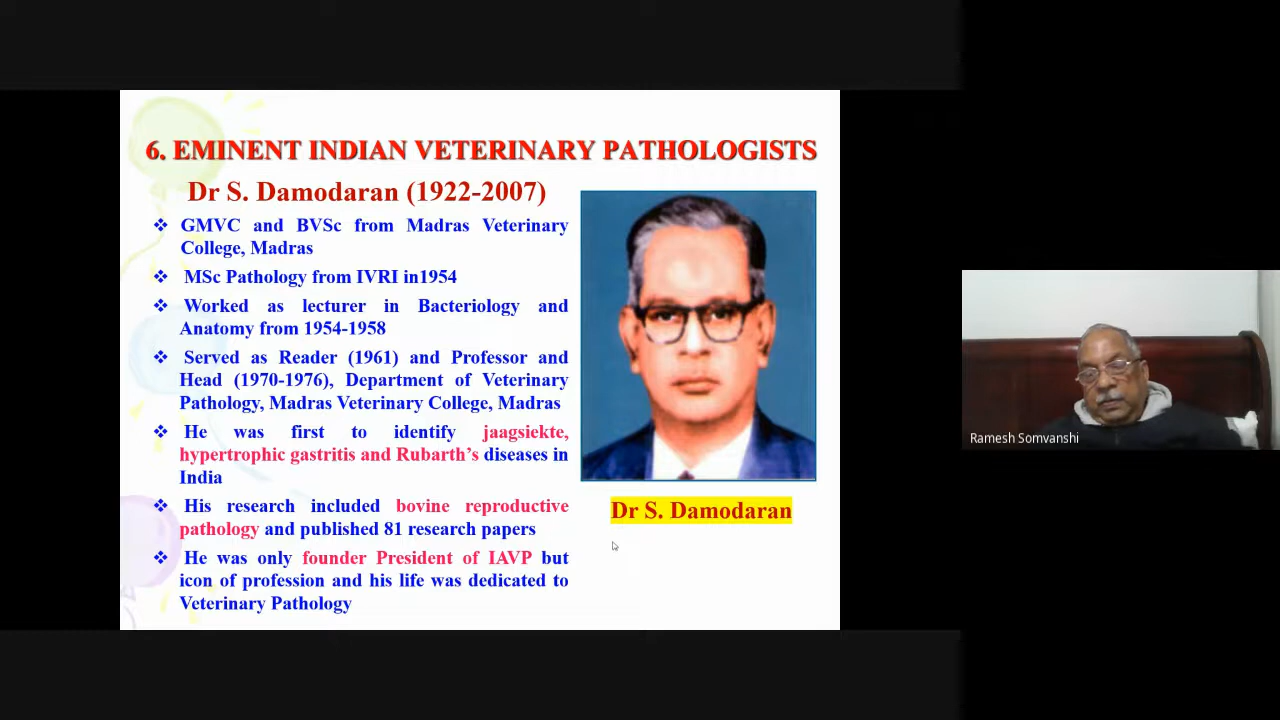 6. EMINENT INDIAN VETERINARY PATHOLOGISTS
Dr S. Damodaran (1922-2007)
❖ GMVC and BVSc from Madras Veterinary
College, Madras
❖ MSc Pathology from IVRI in1954
❖ Worked as lecturer in Bacteriology and
Anatomy from 1954-1958
❖ Served as Reader (1961) and Professor and
Head (1970-1976), Department of Veterinary
Pathology, Madras Veterinary College, Madras
❖ He was first to identify jaagsiekte,
hypertrophic gastritis and Rubarth’s diseases in
India
❖ His research included bovine reproductive
pathology and published 81 research papers
❖ He was only founder President of IAVP but
icon of profession and his life was dedicated to
Veterinary Pathology
Dr S. Damodaran
Ramesh Somvanshi